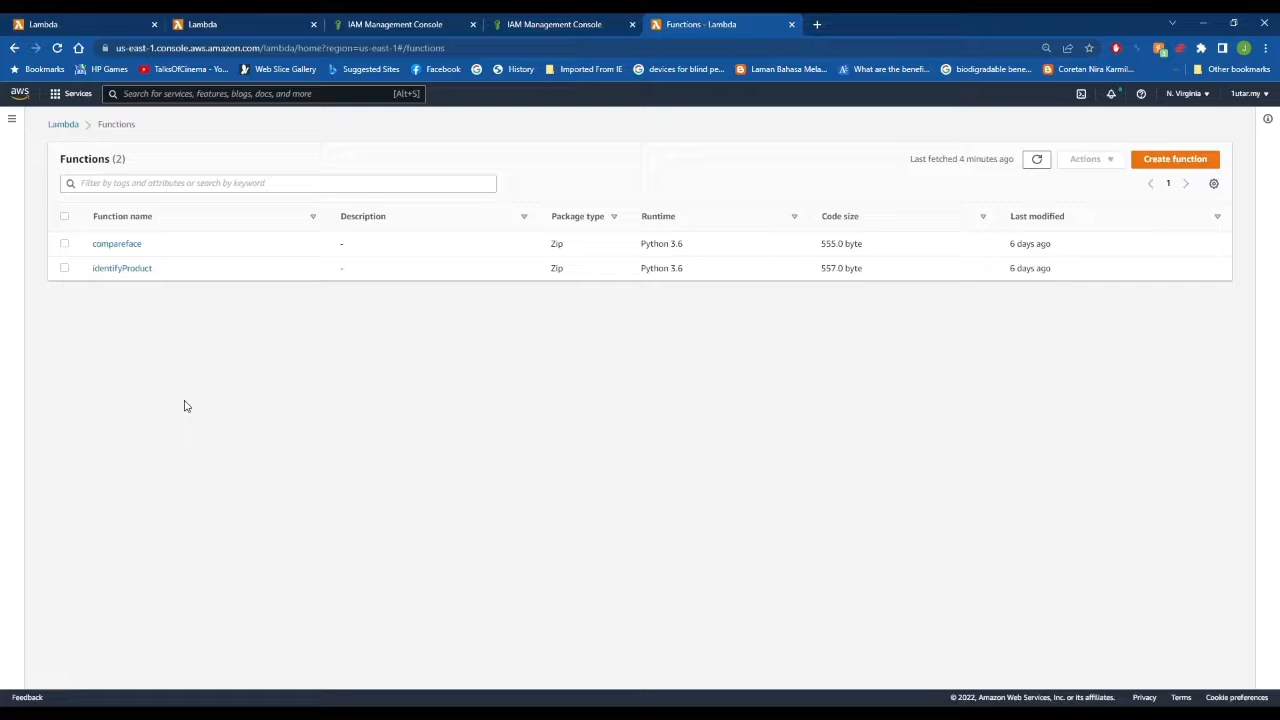 Lambda
Lambda
IAM Management Console
IAM Management Console
Functions - Lambda
us-east-1.console.aws.amazon.com/lambda/home?region=us-east-1#/functions
Bookmarks
HP Games
TalksOfCinema - Yo...
Web Slice Gallery
Suggested Sites
Facebook
History
Imported From IE
devices for blind pe...
Laman Bahasa Mela...
What are the benefi...
biodigradable bene...
Coretan Nira Karmil...
Other bookmarks
aws
Services
Search for services, features, blogs, docs, and more [Alt+S]
N. Virginia
1utar.my
Lambda > Functions
Functions (2)
Last fetched 4 minutes ago
Actions
Create function
Filter by tags and attributes or search by keyword
1
Function name Description Package type Runtime Code size Last modified
compareface - Zip Python 3.6 555.0 byte 6 days ago
identifyProduct - Zip Python 3.6 557.0 byte 6 days ago
Feedback
© 2022, Amazon Web Services, Inc. or its affiliates. Privacy Terms Cookie preferences